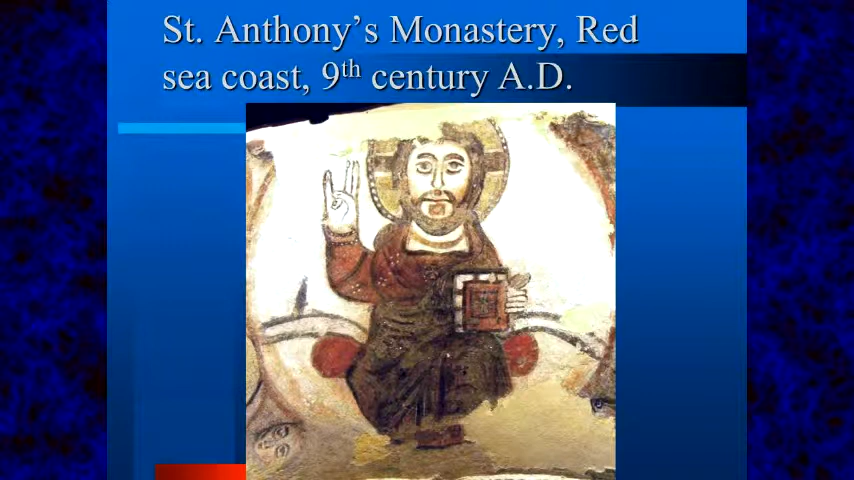 St. Anthony’s Monastery, Red
sea coast, 9th century A.D.